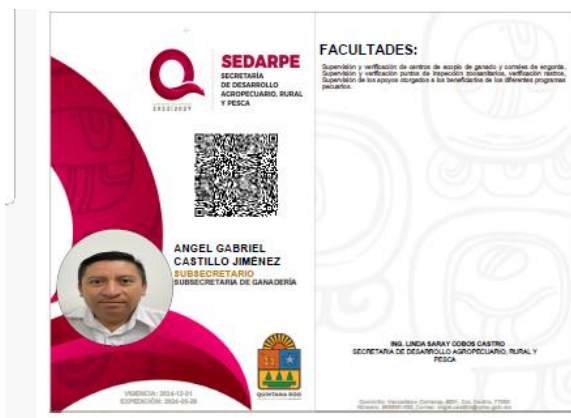 SEDARPE
SECRETARÍA
DE DESARROLLO
AGROPECUARIO, RURAL
Y PESCA
2022|2027
ANGEL GABRIEL
CASTILLO JIMÉNEZ
SUBSECRETARIO
SUBSECRETARIA DE GANADERÍA
VIGENCIA: 2024-12-31
EXPEDICIÓN: 2024-05-28
QUINTANA ROO
FACULTADES:
Supervisión y verificación de centros de acopio de ganado y corrales de engorda,
Supervisión y verificación puntos de inspección zoosanitarios, verificación rastros,
Supervisión de los apoyos otorgados a los beneficiarios de los diferentes programas
pecuarios.
ING. LINDA SARAY COBOS CASTRO
SECRETARIA DE DESARROLLO AGROPECUARIO, RURAL Y
PESCA
Col. Centro, 77000